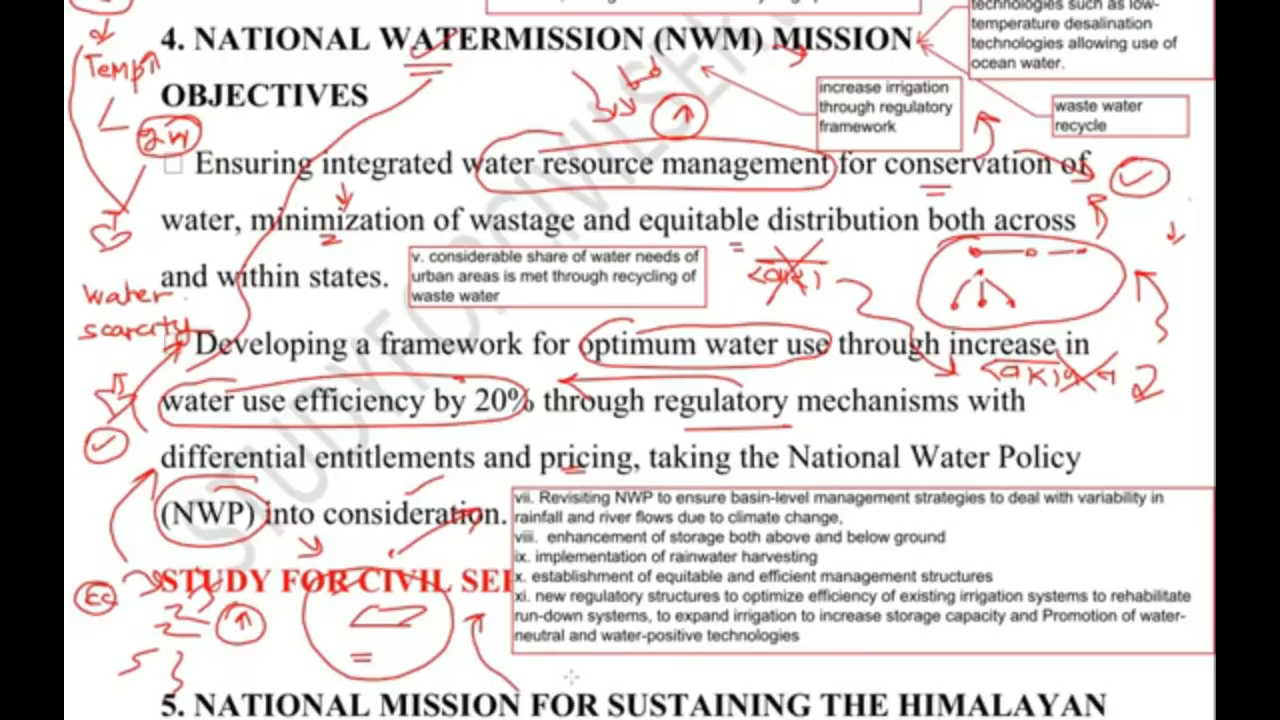 technologies such as low-
temperature desalination
technologies allowing use of
ocean water.
4. NATIONAL WATERMISSION (NWM) MISSION
OBJECTIVES
increase irrigation
through regulatory
framework
waste water
recycle
Temp↑
Ensuring integrated water resource management for conservation of
water, minimization of wastage and equitable distribution both across
and within states.
v. considerable share of water needs of
urban areas is met through recycling of
waste water
water
scarcity
Developing a framework for optimum water use through increase in
water use efficiency by 20% through regulatory mechanisms with
differential entitlements and pricing, taking the National Water Policy
(NWP) into consideration.
vii. Revisiting NWP to ensure basin-level management strategies to deal with variability in
rainfall and river flows due to climate change,
viii. enhancement of storage both above and below ground
ix. implementation of rainwater harvesting
x. establishment of equitable and efficient management structures
xi. new regulatory structures to optimize efficiency of existing irrigation systems to rehabilitate
run-down systems, to expand irrigation to increase storage capacity and Promotion of water-
neutral and water-positive technologies
STUDY FOR CIVIL SE
5. NATIONAL MISSION FOR SUSTAINING THE HIMALAYAN